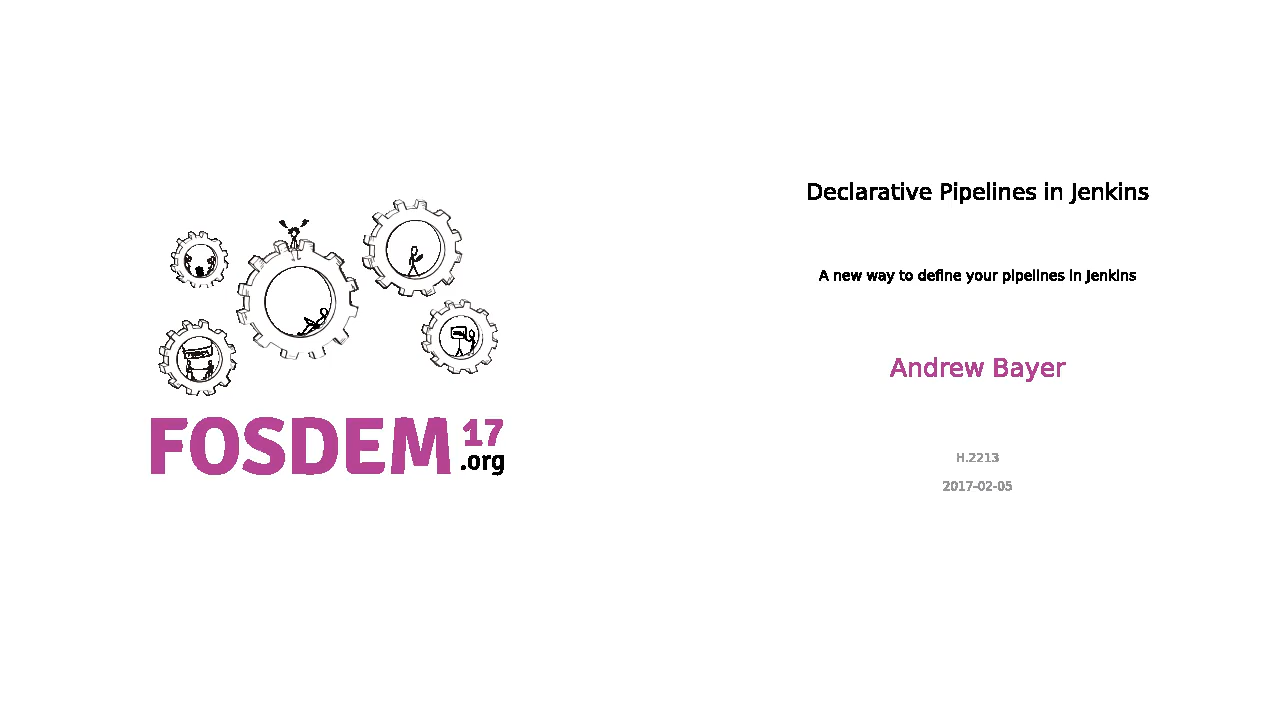 FOSDEM 17
.org
Declarative Pipelines in Jenkins
A new way to define your pipelines in Jenkins
Andrew Bayer
H.2213
2017-02-05